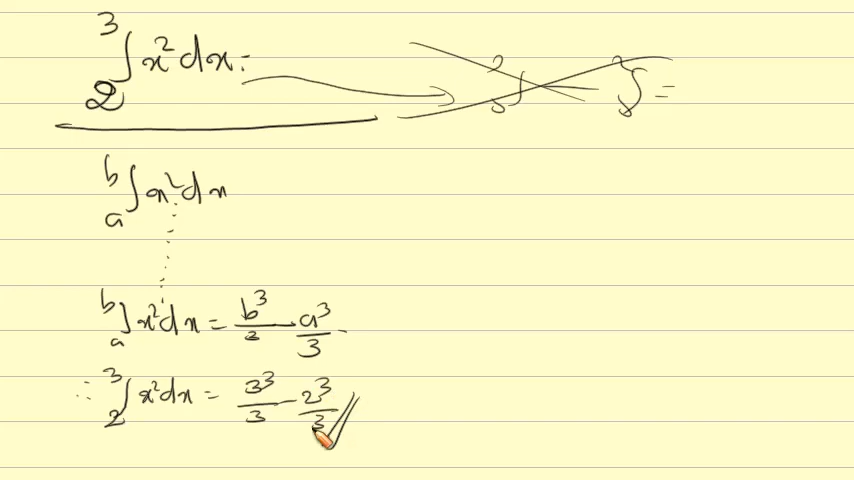 ₂∫³ x² dx =
ₐ∫ᵇ x² dx
ₐ∫ᵇ x² dx = b³/3 - a³/3
∴ ₂∫³ x² dx = 3³/3 - 2³/3